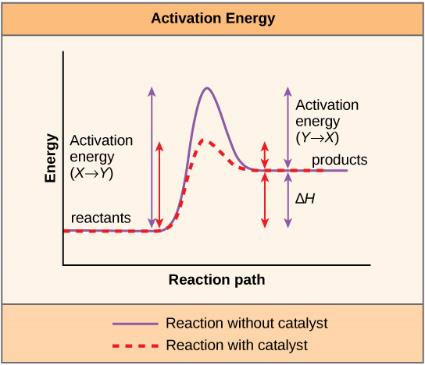 Activation Energy
Energy
Activation
energy
(X→Y)
reactants
Activation
energy
(Y→X)
products
ΔH
Reaction path
Reaction without catalyst
Reaction with catalyst